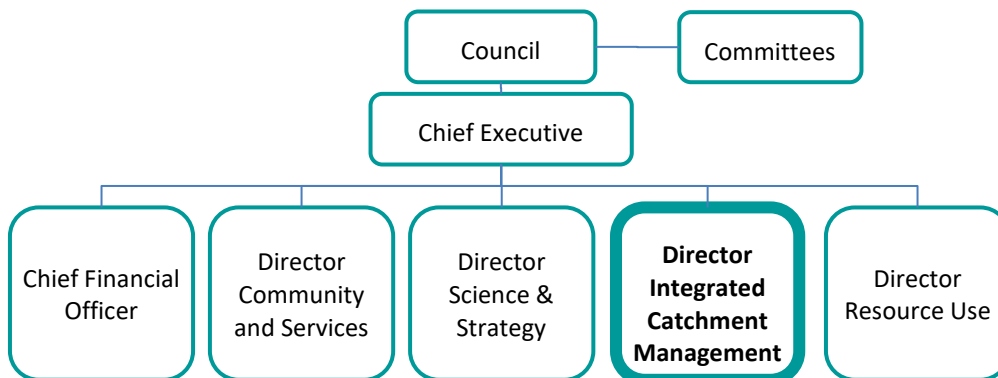 Council
Committees
Chief Executive
Chief Financial
Officer
Director
Community
and Services
Director
Science &
Strategy
Director
Integrated
Catchment
Management
Director
Resource Use